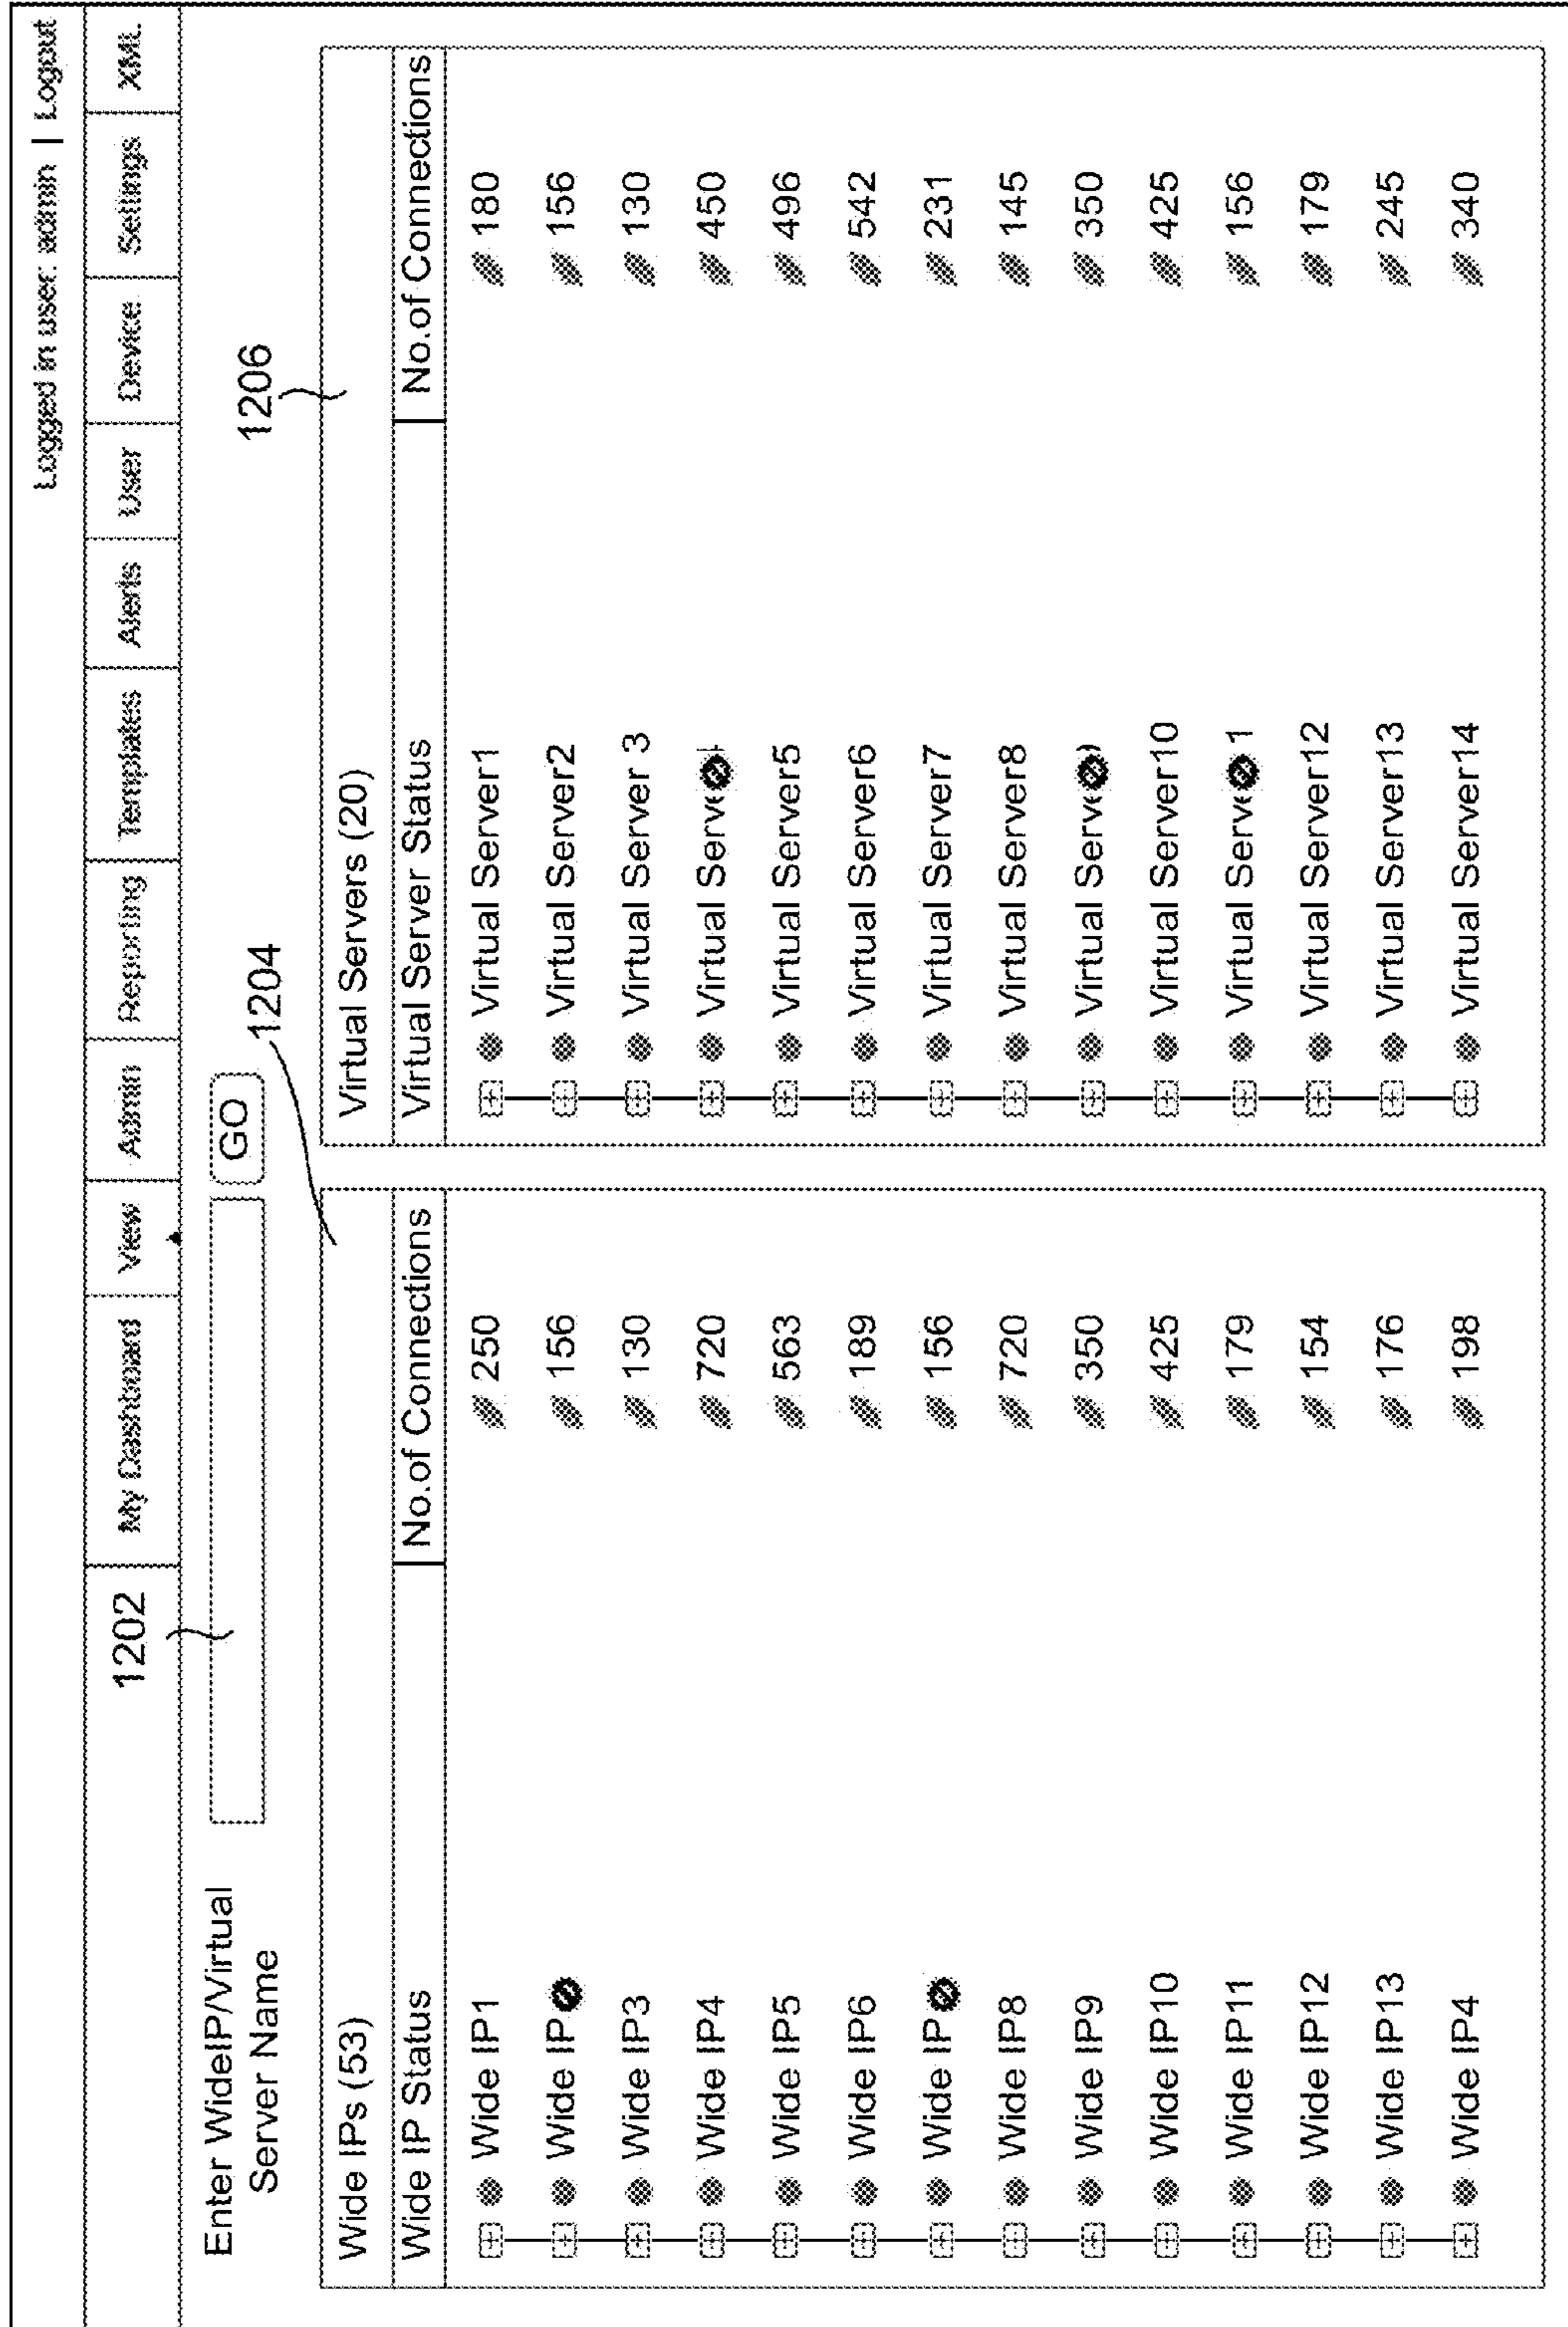 Logged in user: admin | Logout
My Dashboard View Admin Reporting Templates Alerts User Device Settings XML
1202
Enter WideIP/Virtual
Server Name
GO
1204
1206
Wide IPs (53)
Wide IP Status No.of Connections
Wide IP1 250
Wide IP 156
Wide IP3 130
Wide IP4 720
Wide IP5 563
Wide IP6 189
Wide IP 156
Wide IP8 720
Wide IP9 350
Wide IP10 425
Wide IP11 179
Wide IP12 154
Wide IP13 176
Wide IP4 198
Virtual Servers (20)
Virtual Server Status No.of Connections
Virtual Server1 180
Virtual Server2 156
Virtual Server 3 130
Virtual 450
Virtual Server5 496
Virtual Server6 542
Virtual Server7 231
Virtual Server8 145
Virtual 350
Virtual Server10 425
Virtual 1 156
Virtual Server12 179
Virtual Server13 245
Virtual Server14 340